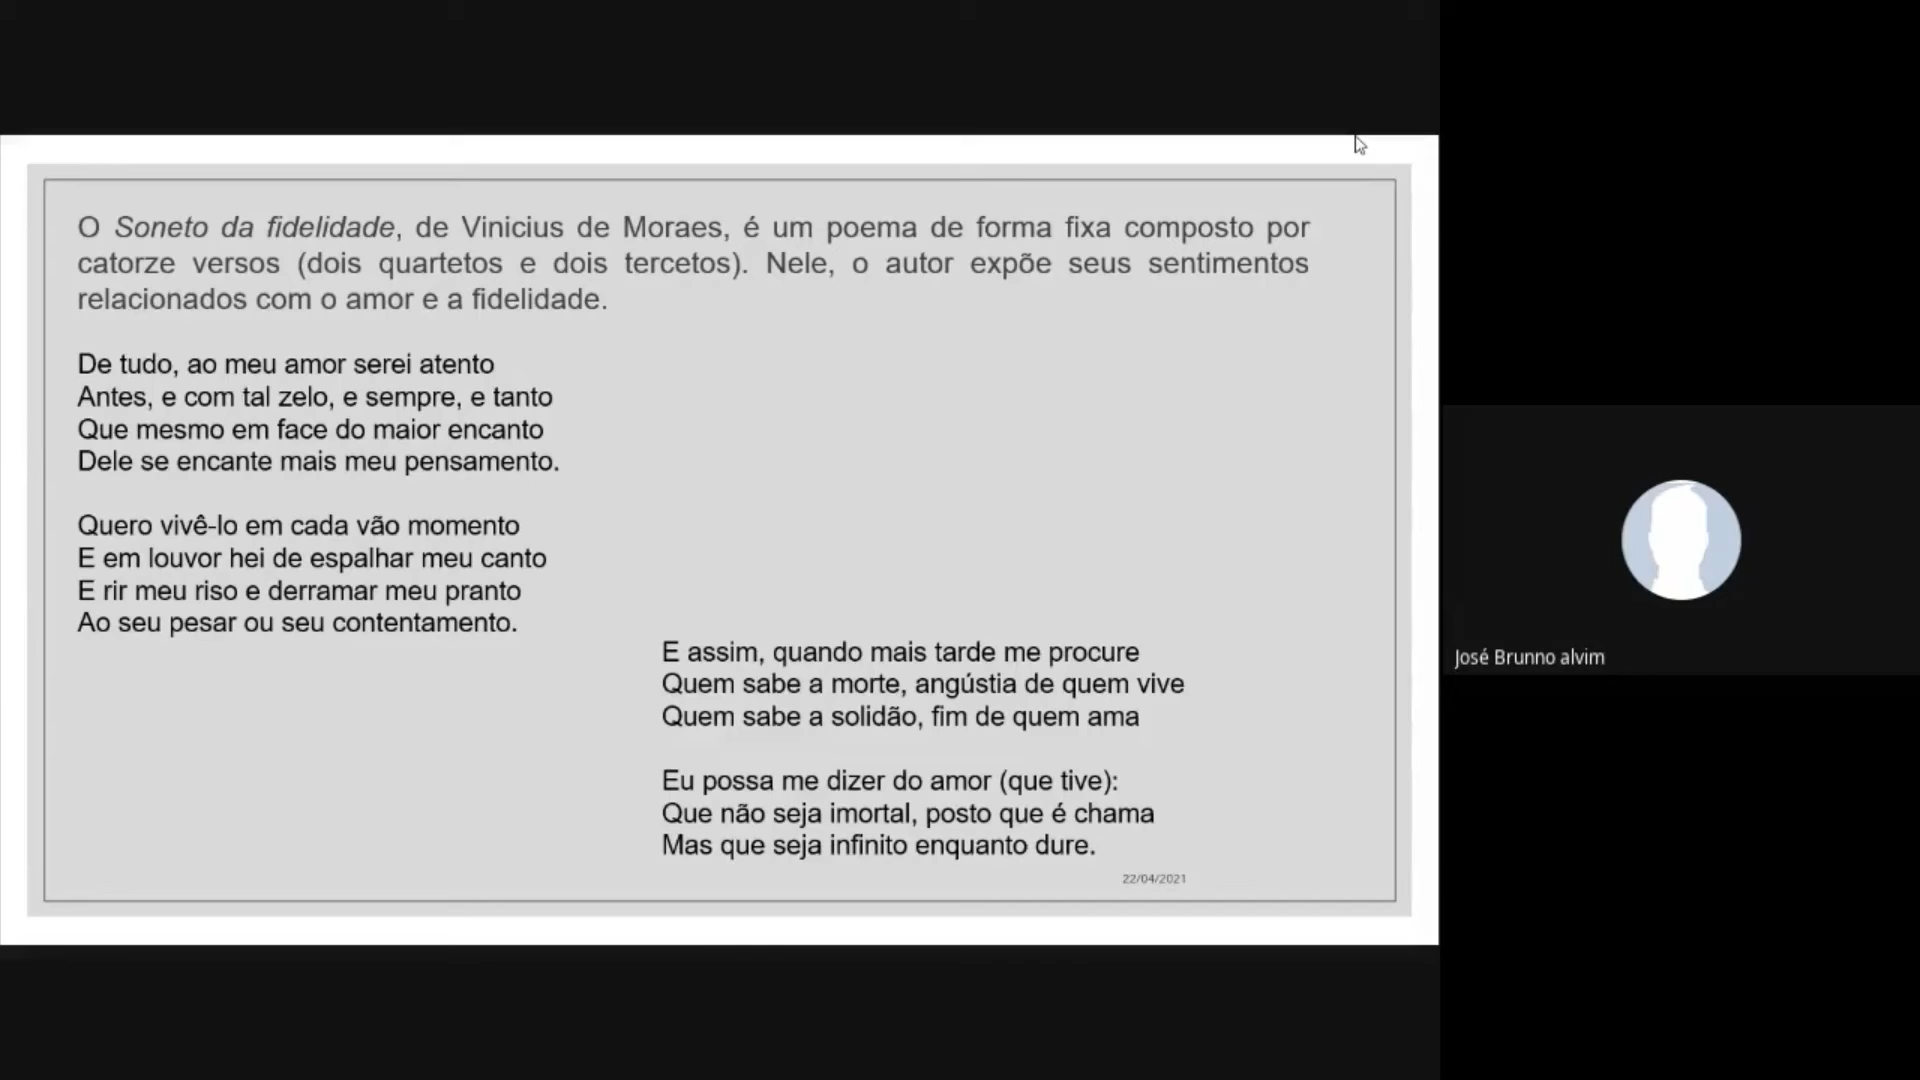 O Soneto da fidelidade, de Vinicius de Moraes, é um poema de forma fixa composto por
catorze versos (dois quartetos e dois tercetos). Nele, o autor expõe seus sentimentos
relacionados com o amor e a fidelidade.
De tudo, ao meu amor serei atento
Antes, e com tal zelo, e sempre, e tanto
Que mesmo em face do maior encanto
Dele se encante mais meu pensamento.
Quero vivê-lo em cada vão momento
E em louvor hei de espalhar meu canto
E rir meu riso e derramar meu pranto
Ao seu pesar ou seu contentamento.
E assim, quando mais tarde me procure
Quem sabe a morte, angústia de quem vive
Quem sabe a solidão, fim de quem ama
Eu possa me dizer do amor (que tive):
Que não seja imortal, posto que é chama
Mas que seja infinito enquanto dure.
22/04/2021
José Brunno alvim